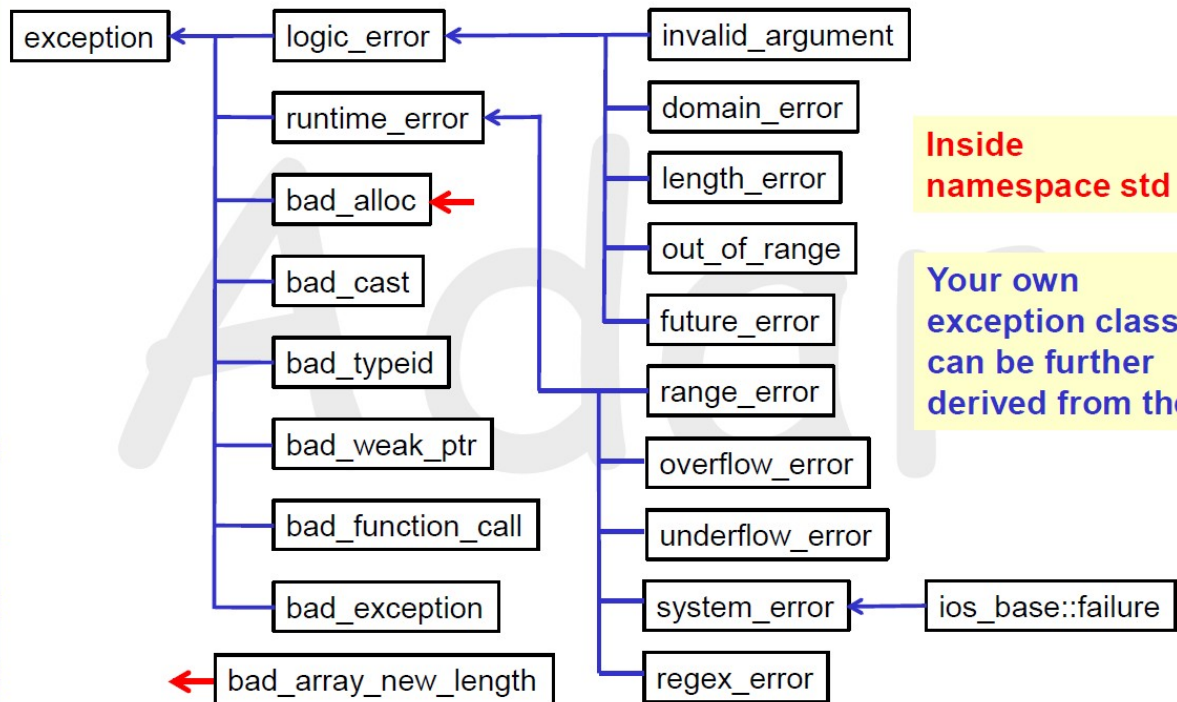 exception
logic_error
invalid_argument
runtime_error
domain_error
Inside
namespace std
bad_alloc
length_error
bad_cast
out_of_range
Your own
exception class
can be further
derived from
bad_typeid
future_error
bad_weak_ptr
range_error
bad_function_call
overflow_error
bad_exception
underflow_error
bad_array_new_length
system_error
ios_base::failure
regex_error